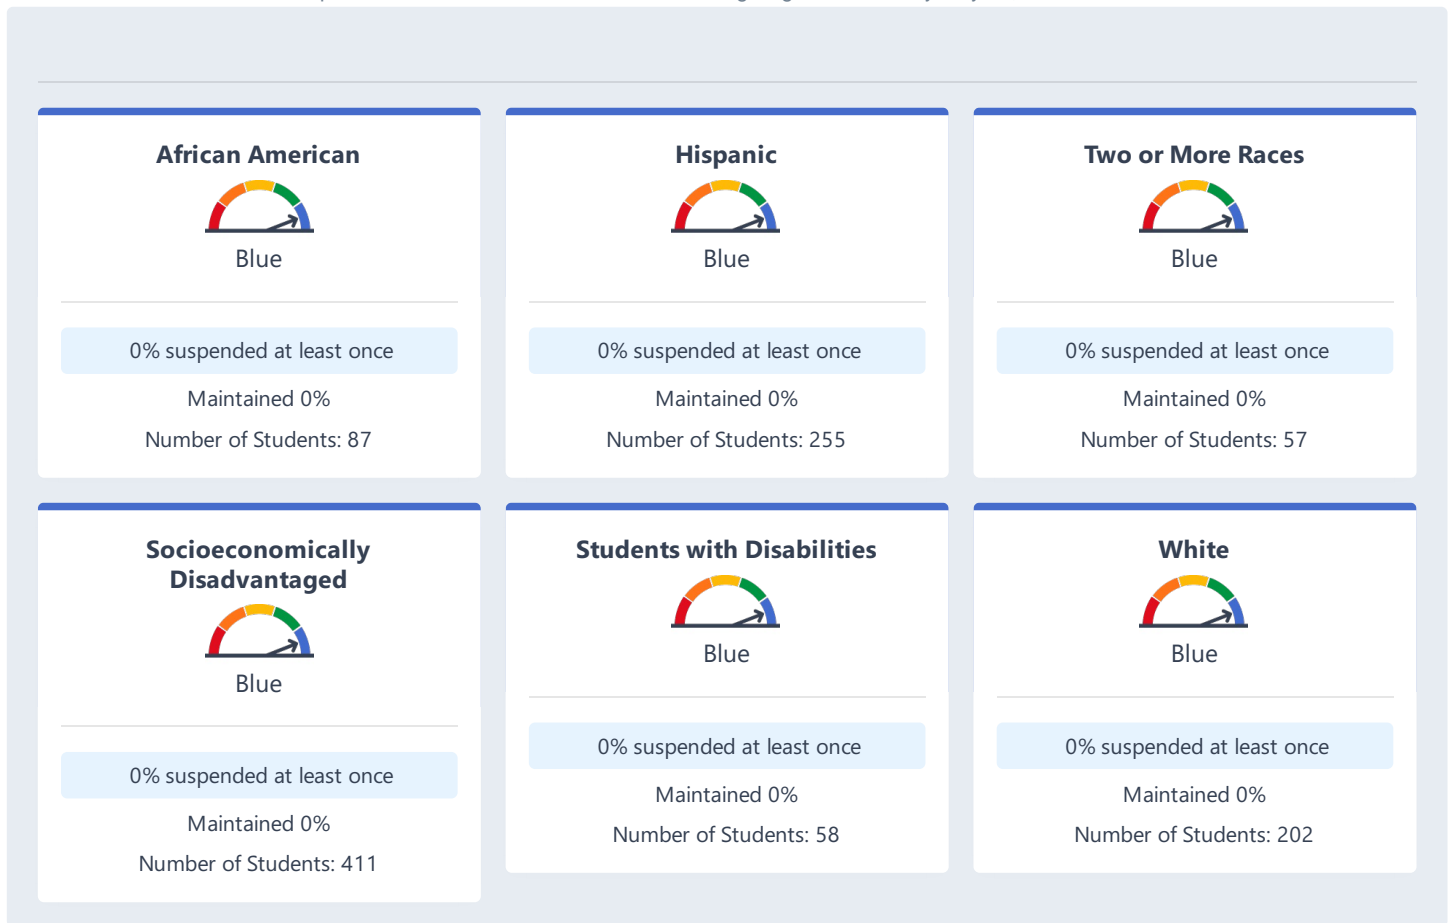 African American
Blue
0% suspended at least once
Maintained 0%
Number of Students: 87
Hispanic
Blue
0% suspended at least once
Maintained 0%
Number of Students: 255
Two or More Races
Blue
0% suspended at least once
Maintained 0%
Number of Students: 57
Socioeconomically
Disadvantaged
Blue
0% suspended at least once
Maintained 0%
Number of Students: 411
Students with Disabilities
Blue
0% suspended at least once
Maintained 0%
Number of Students: 58
White
Blue
0% suspended at least once
Maintained 0%
Number of Students: 202